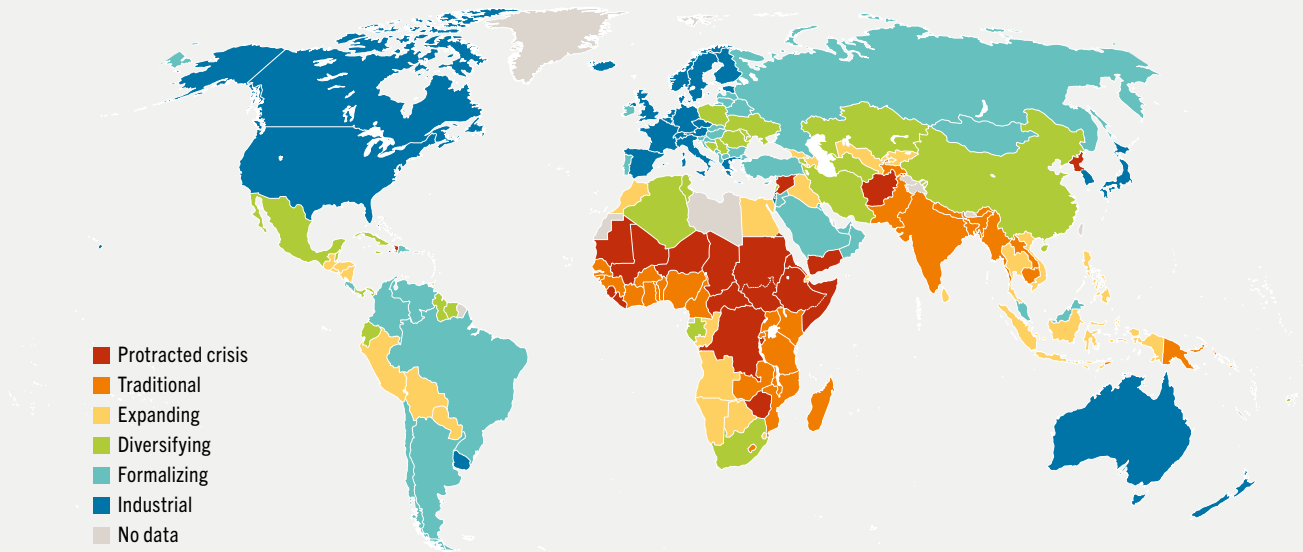 Protracted crisis
Traditional
Expanding
Diversifying
Formalizing
Industrial
No data